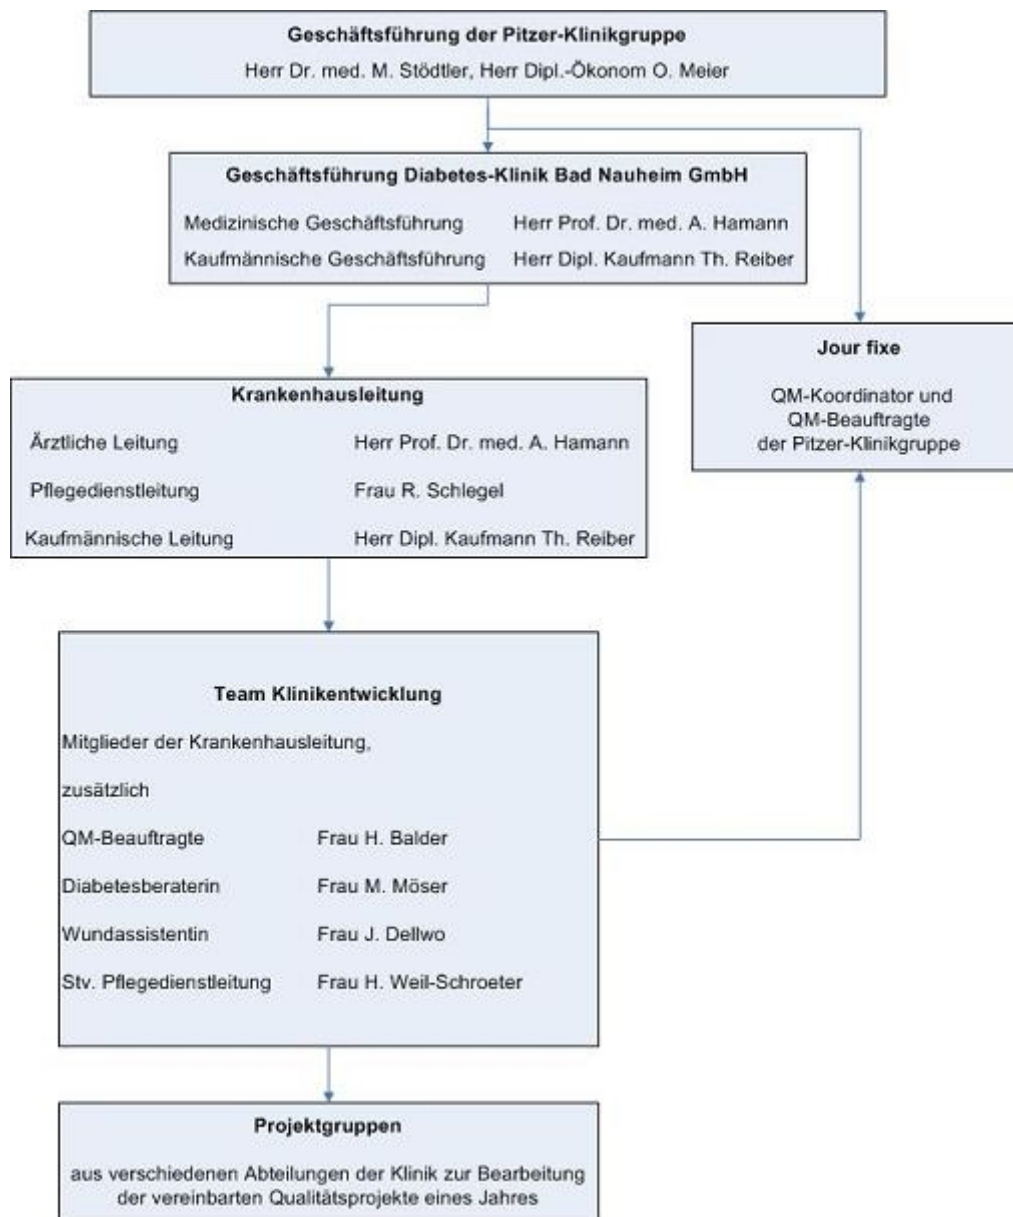 Geschäftsführung der Pitzer-Klinikgruppe
Herr Dr. med. M. Stödtler, Herr Dipl.-Ökonom O. Meier
Geschäftsführung Diabetes-Klinik Bad Nauheim GmbH
Medizinische Geschäftsführung Herr Prof. Dr. med. A. Hamann
Kaufmännische Geschäftsführung Herr Dipl. Kaufmann Th. Reiber
Jour fixe
QM-Koordinator und
QM-Beauftragte
der Pitzer-Klinikgruppe
Krankenhausleitung
Ärztliche Leitung Herr Prof. Dr. med. A. Hamann
Pflegedienstleitung Frau R. Schlegel
Kaufmännische Leitung Herr Dipl. Kaufmann Th. Reiber
Team Klinikentwicklung
Mitglieder der Krankenhausleitung,
zusätzlich
QM-Beauftragte Frau H. Balder
Diabetesberaterin Frau M. Möser
Wundassistentin Frau J. Dellwo
Stv. Pflegedienstleitung Frau H. Weil-Schroeter
Projektgruppen
aus verschiedenen Abteilungen der Klinik zur Bearbeitung
der vereinbarten Qualitätsprojekte eines Jahres